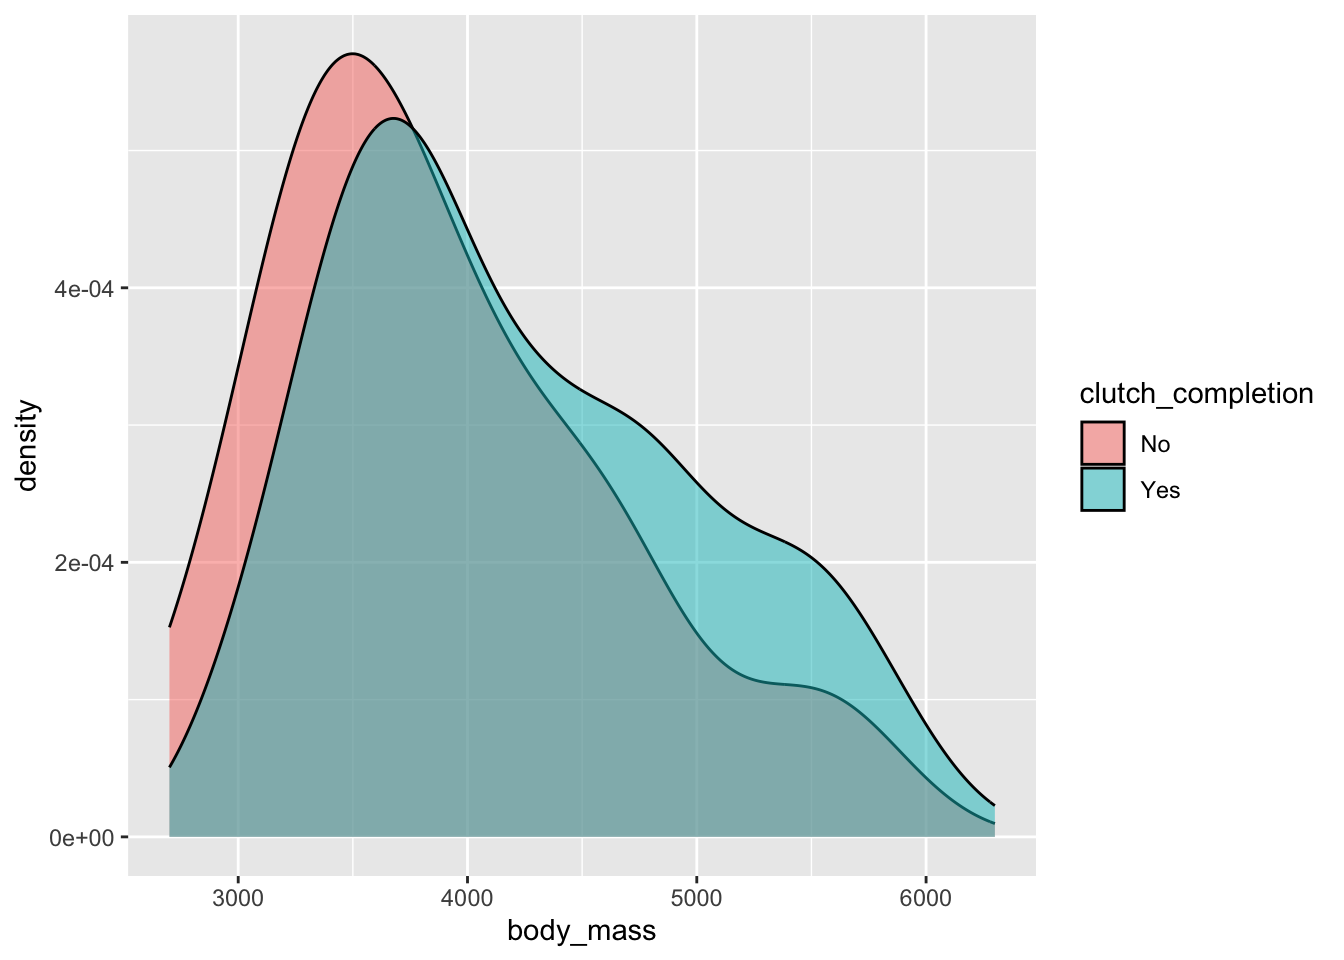 density
4e-04
2e-04
0e+00
3000
4000
5000
6000
body_mass
clutch_completion
No
Yes